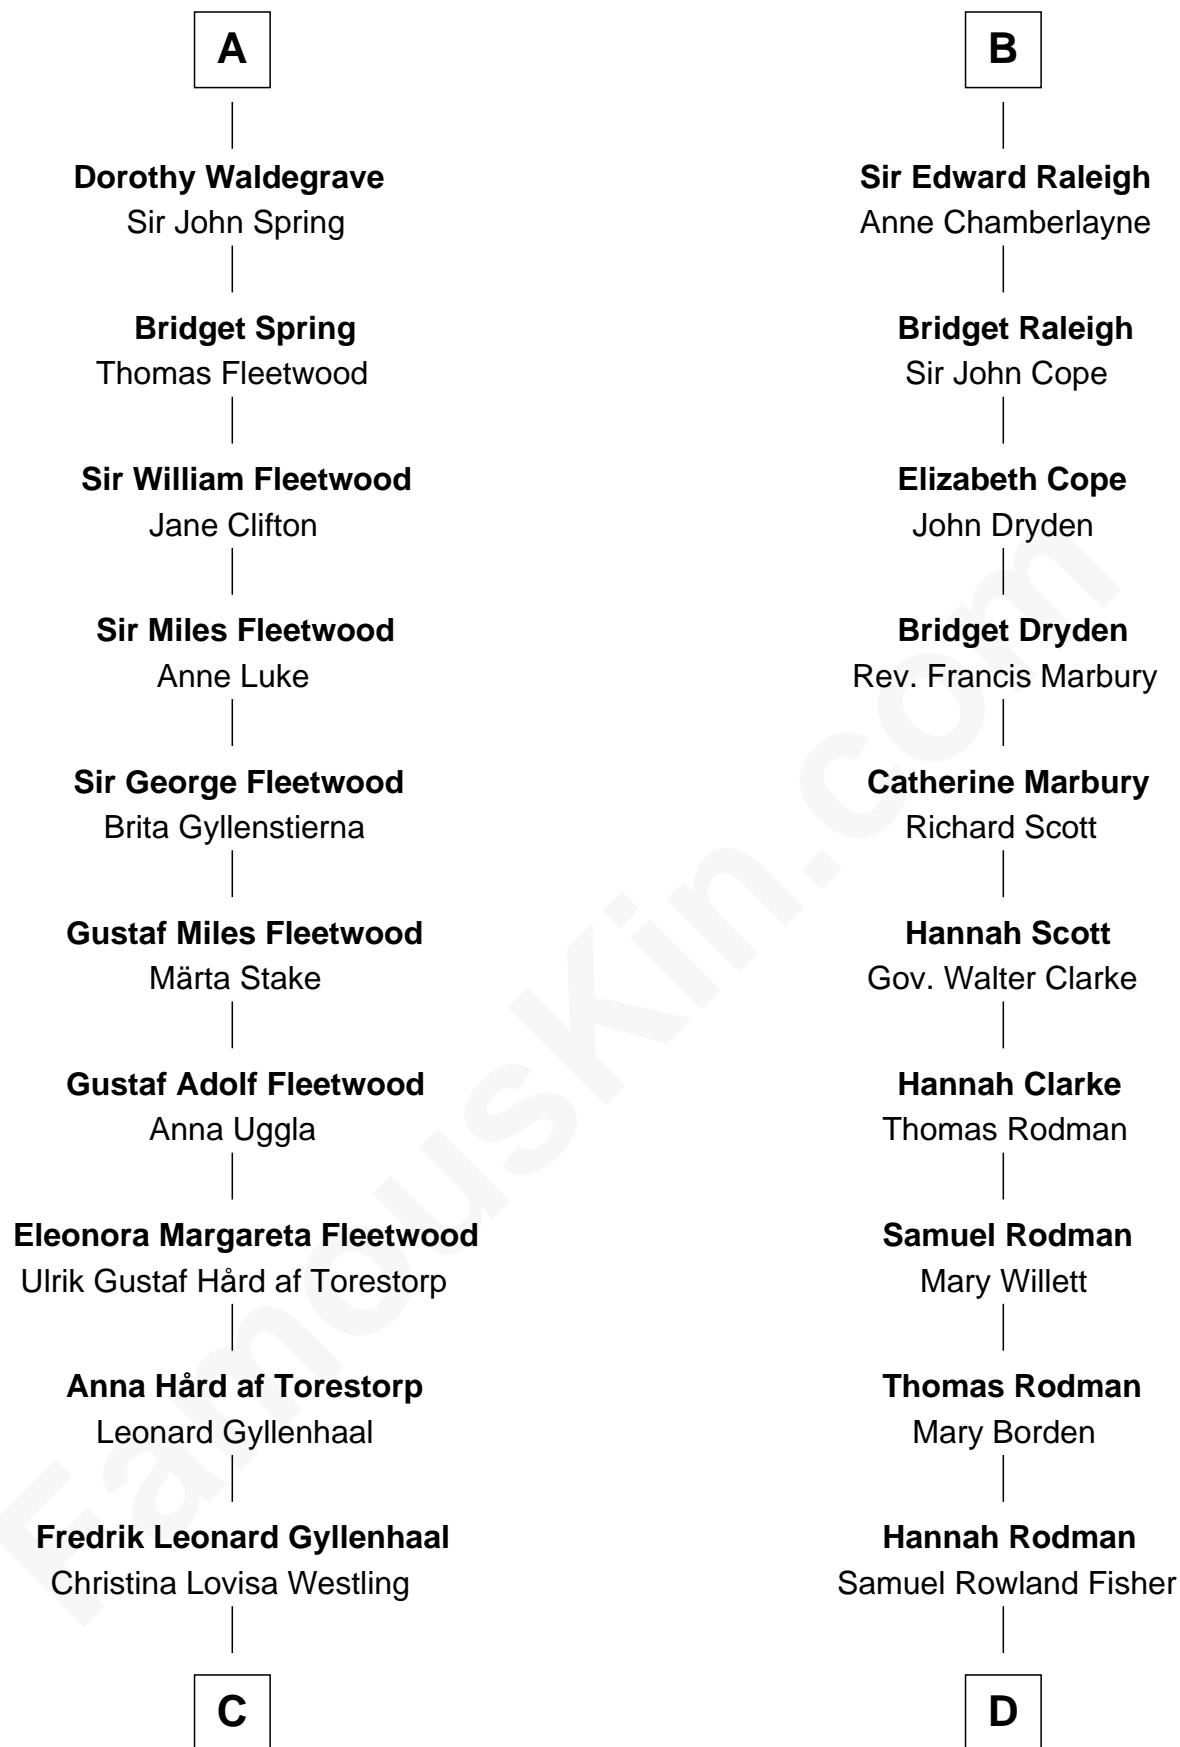 A
Dorothy Waldegrave
Sir John Spring
Bridget Spring
Thomas Fleetwood
Sir William Fleetwood
Jane Clifton
Sir Miles Fleetwood
Anne Luke
Sir George Fleetwood
Brita Gyllenstierna
Gustaf Miles Fleetwood
Märta Stake
Gustaf Adolf Fleetwood
Anna Uggla
Eleonora Margareta Fleetwood
Ulrik Gustaf Hård af Torestorp
Anna Hård af Torestorp
Leonard Gyllenhaal
Fredrik Leonard Gyllenhaal
Christina Lovisa Westling
C
B
Sir Edward Raleigh
Anne Chamberlayne
Bridget Raleigh
Sir John Cope
Elizabeth Cope
John Dryden
Bridget Dryden
Rev. Francis Marbury
Catherine Marbury
Richard Scott
Hannah Scott
Gov. Walter Clarke
Hannah Clarke
Thomas Rodman
Samuel Rodman
Mary Willett
Thomas Rodman
Mary Borden
Hannah Rodman
Samuel Rowland Fisher
D
FamousKin.com